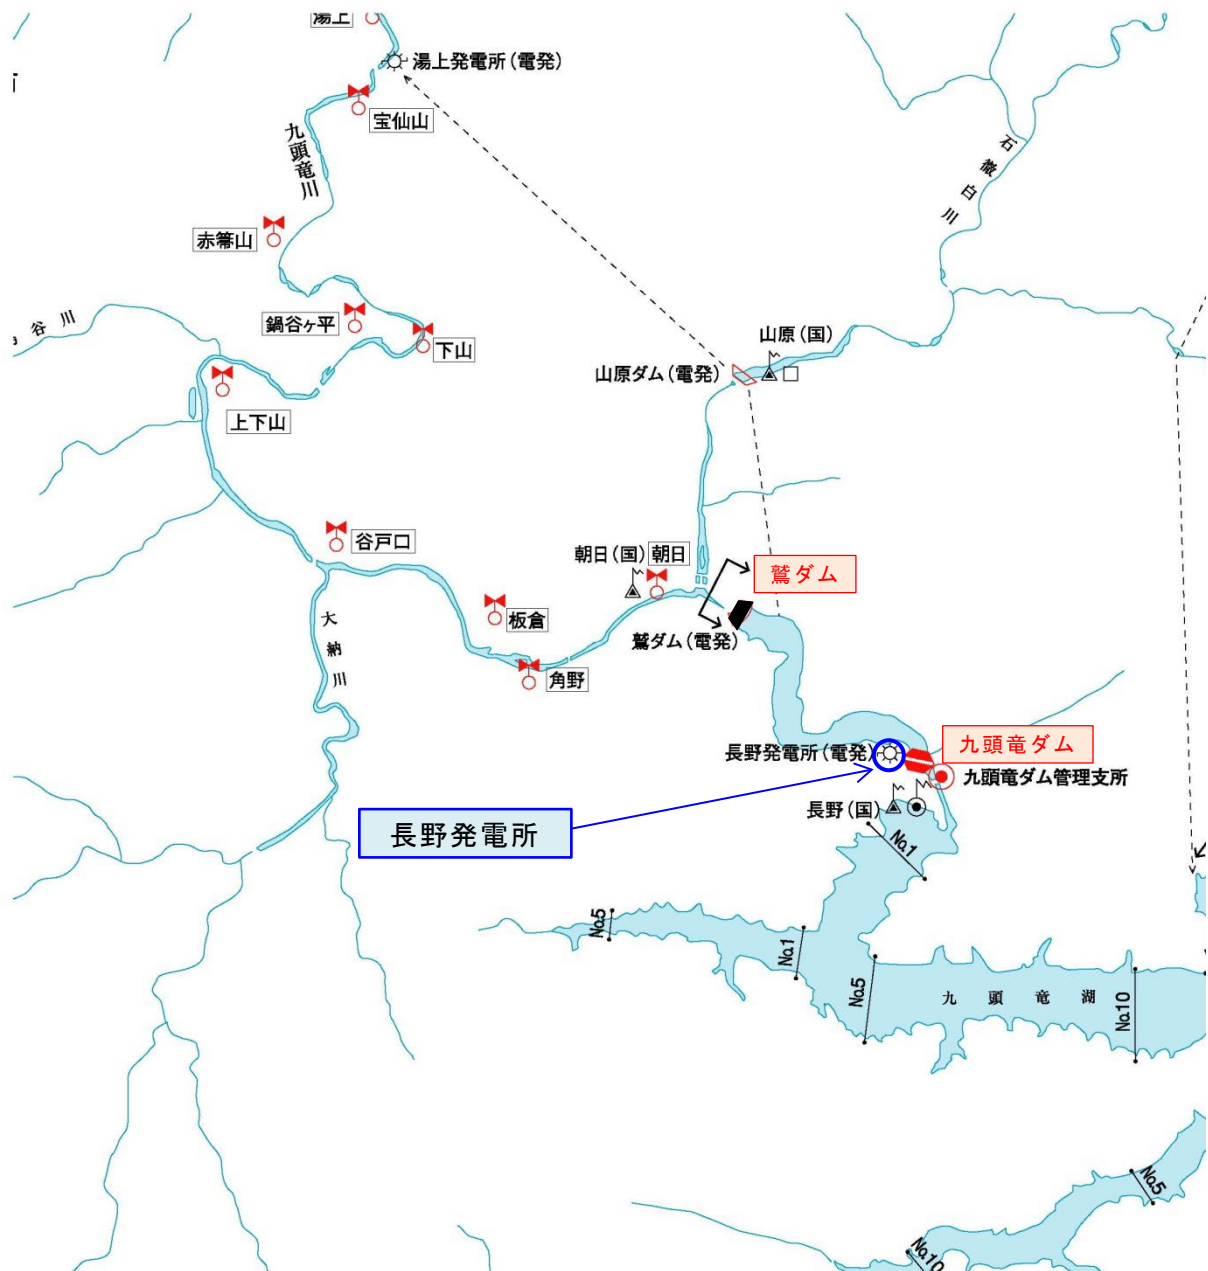 湯上
湯上発電所（電発）
宝仙山
九頭竜川
石徹白川
赤箒山
谷川
鍋谷ヶ平
下山
山原（国）
山原ダム（電発）
上下山
谷戸口
朝日（国）
朝日
鷲ダム
大納川
板倉
鷲ダム（電発）
角野
九頭竜ダム
長野発電所（電発）
九頭竜ダム管理支所
長野（国）
長野発電所
No.1
No.5
No.1
No.5
九頭竜湖
No.10
No.5
No.10